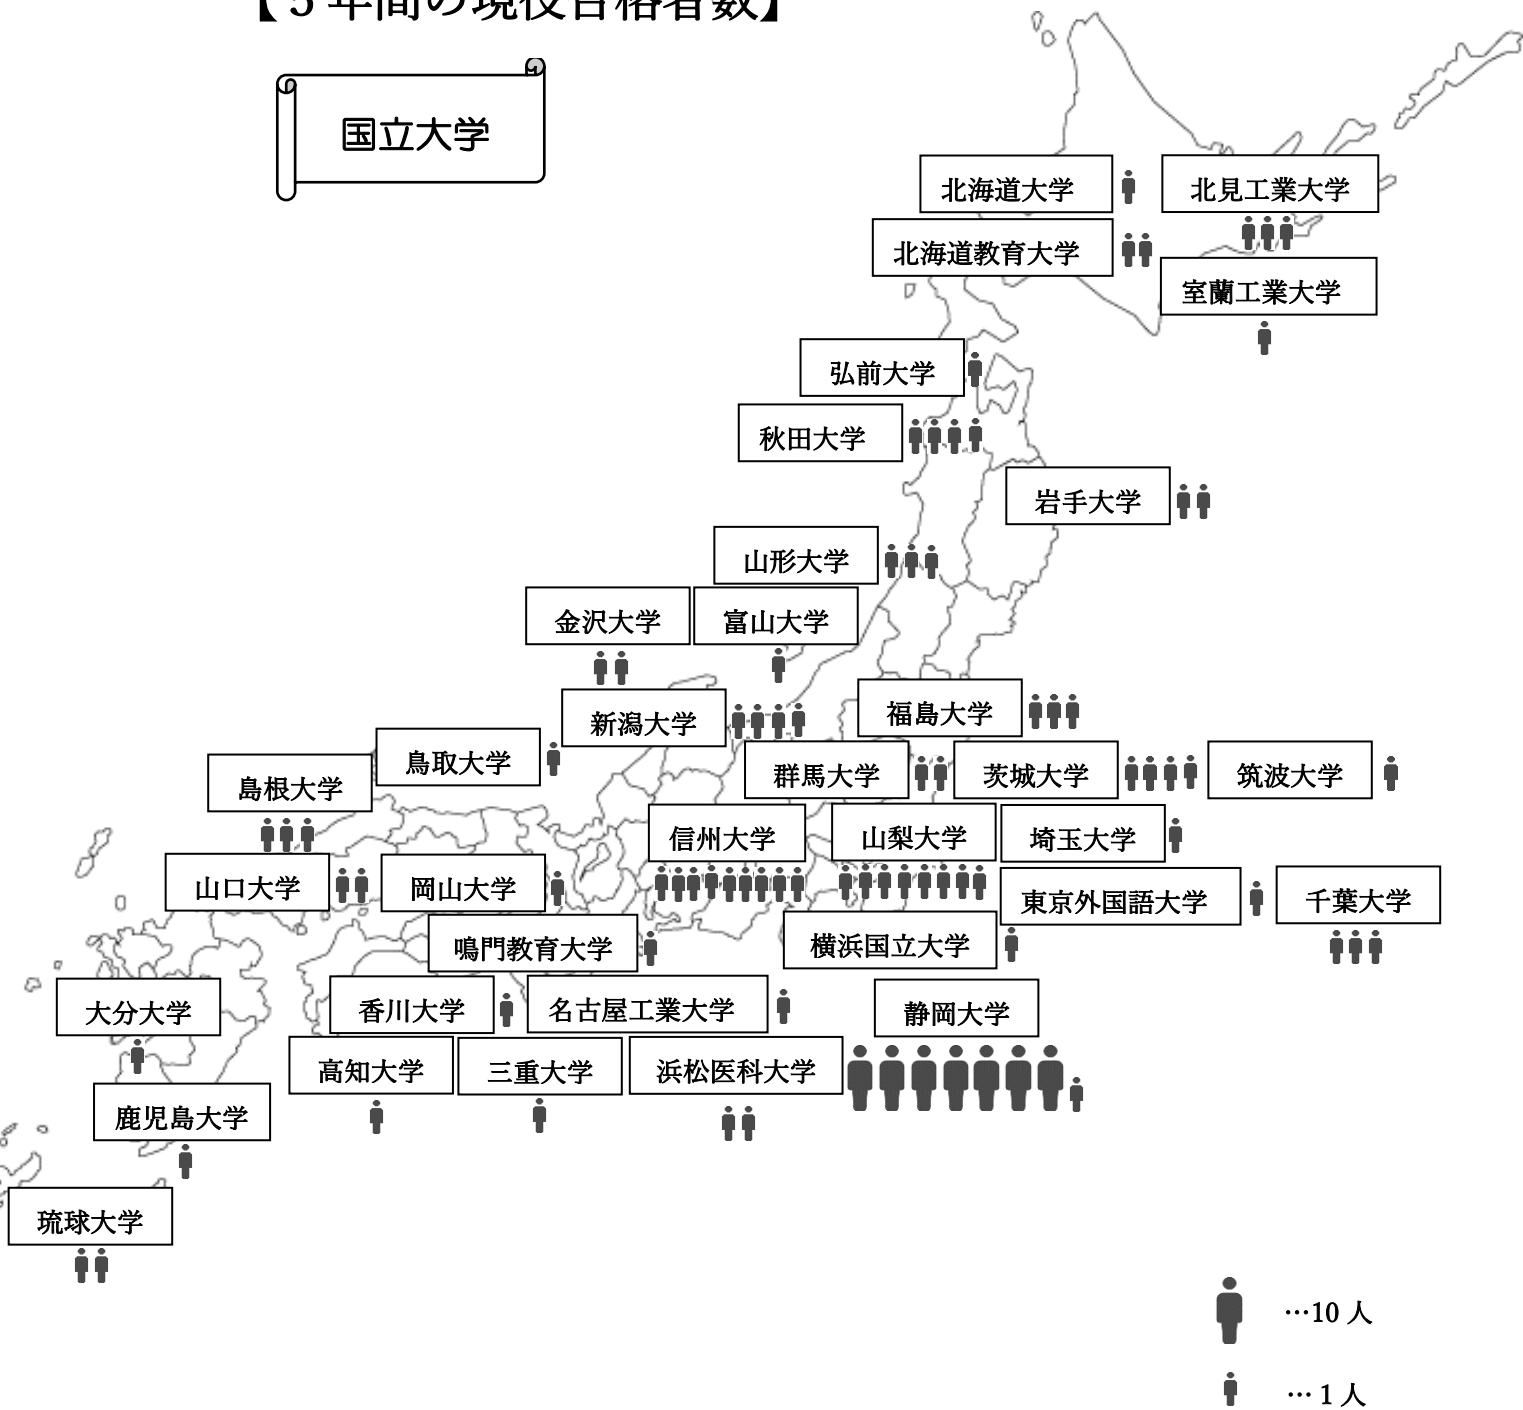 【5年間の現役合格者数】
国立大学
北海道大学
北見工業大学
北海道教育大学
室蘭工業大学
弘前大学
秋田大学
岩手大学
山形大学
金沢大学
富山大学
新潟大学
福島大学
鳥取大学
島根大学
群馬大学
茨城大学
筑波大学
信州大学
山梨大学
埼玉大学
山口大学
岡山大学
東京外国語大学
千葉大学
鳴門教育大学
横浜国立大学
大分大学
香川大学
名古屋工業大学
静岡大学
高知大学
三重大学
浜松医科大学
鹿児島大学
琉球大学
…10 人
… 1 人